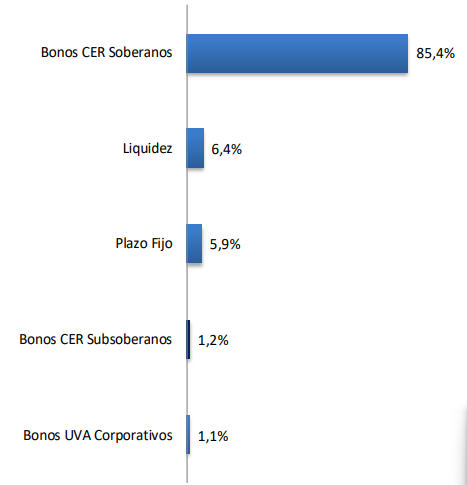 Bonos CER Soberanos 85,4%
Liquidez 6,4%
Plazo Fijo 5,9%
Bonos CER Subsoberanos 1,2%
Bonos UVA Corporativos 1,1%